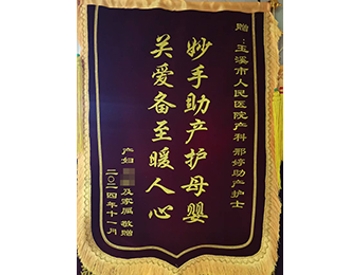 赠：玉溪市人民医院产科 邢婷助产护士
妙手助产护母婴
关爱备至暖人心
产妇 及家属 敬赠
二〇二四年十一月